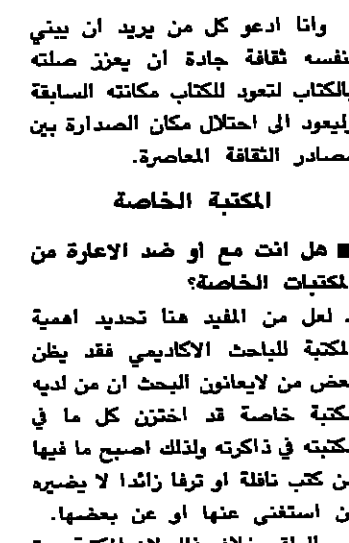 وانا ادعو كل من يريد ان يبني
نفسه ثقافة جادة ان يعزز صلته
بالكتاب لتعود للكتاب مكانته السابقة
وليعود الى احتلال مكان الصدارة بين
مصادر الثقافة المعاصرة.
المكتبة الخاصة
■ هل انت مع او ضد الاعارة من
المكتبات الخاصة؟
. لعل من المفيد هنا تحديد اهمية
المكتبة للباحث الاكاديمي فقد يظن
بعض من لايعانون البحث ان من لديه
مكتبة خاصة قد اختزن كل ما في
مكتبته في ذاكرته ولذلك اصبح ما فيها
من كتب نافلة او ترفا زائدا لا يضيره
ان استغنى عنها او عن بعضها.